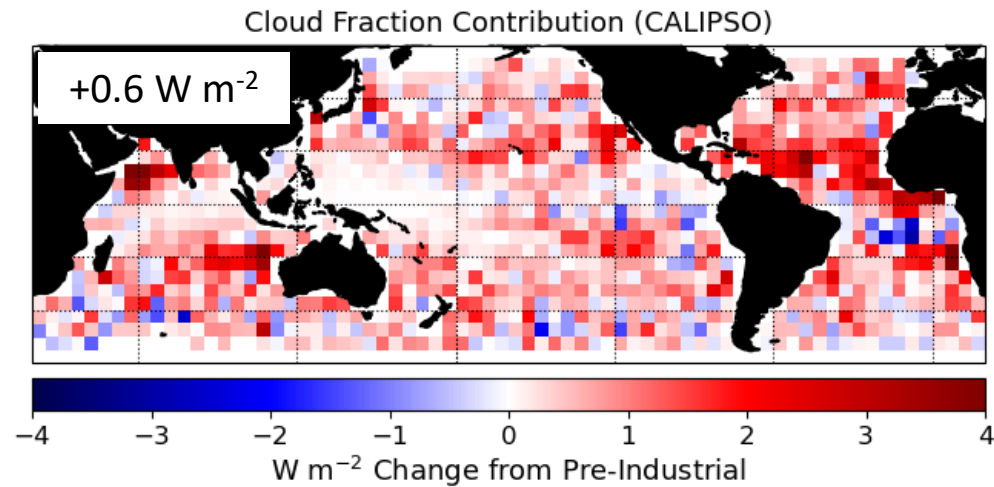 Cloud Fraction Contribution (CALIPSO)
+0.6 W m-2
−4 −3 −2 −1 0 1 2 3 4
W m−2 Change from Pre-Industrial